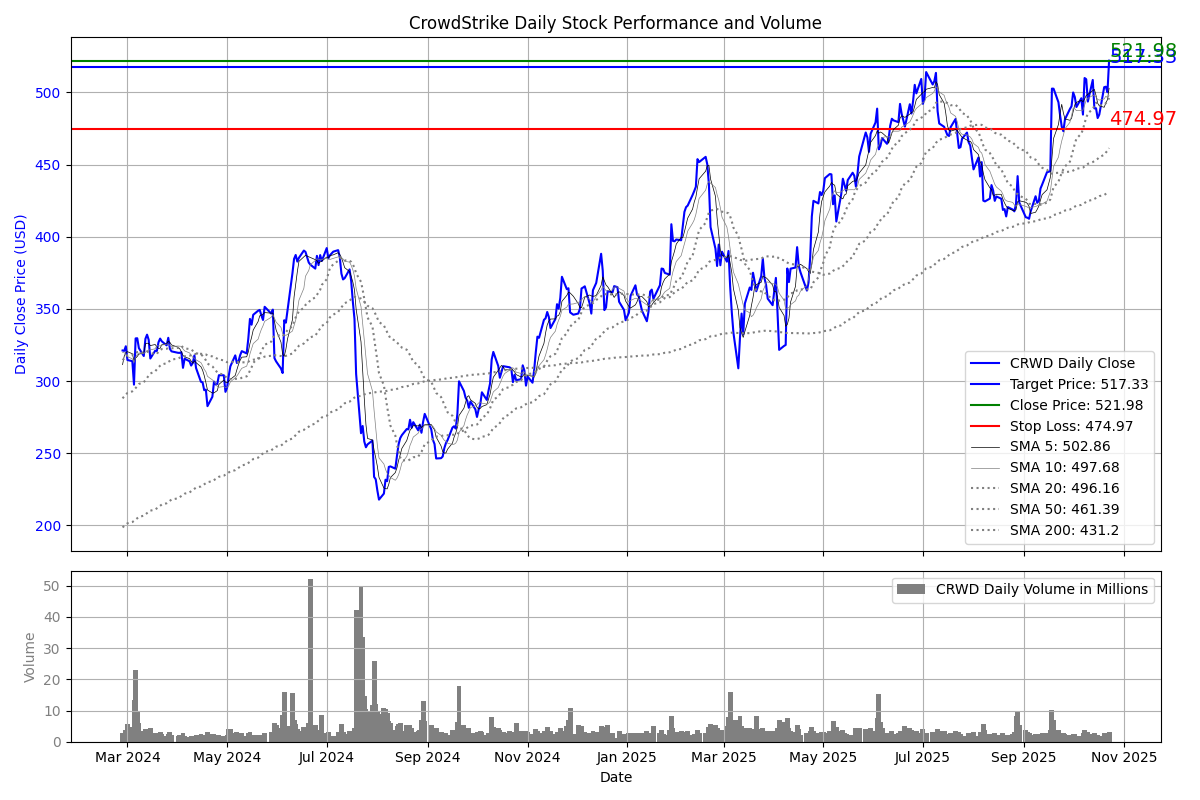 CrowdStrike Daily Stock Performance and Volume
521.98
517.33
474.97
500
450
400
350
300
250
200
Daily Close Price (USD)
CRWD Daily Close
Target Price: 517.33
Close Price: 521.98
Stop Loss: 474.97
SMA 5: 502.86
SMA 10: 497.68
SMA 20: 496.16
SMA 50: 461.39
SMA 200: 431.2
50
40
30
20
10
0
Volume
CRWD Daily Volume in Millions
Mar 2024 May 2024 Jul 2024 Sep 2024 Nov 2024 Jan 2025 Mar 2025 May 2025 Jul 2025 Sep 2025 Nov 2025
Date